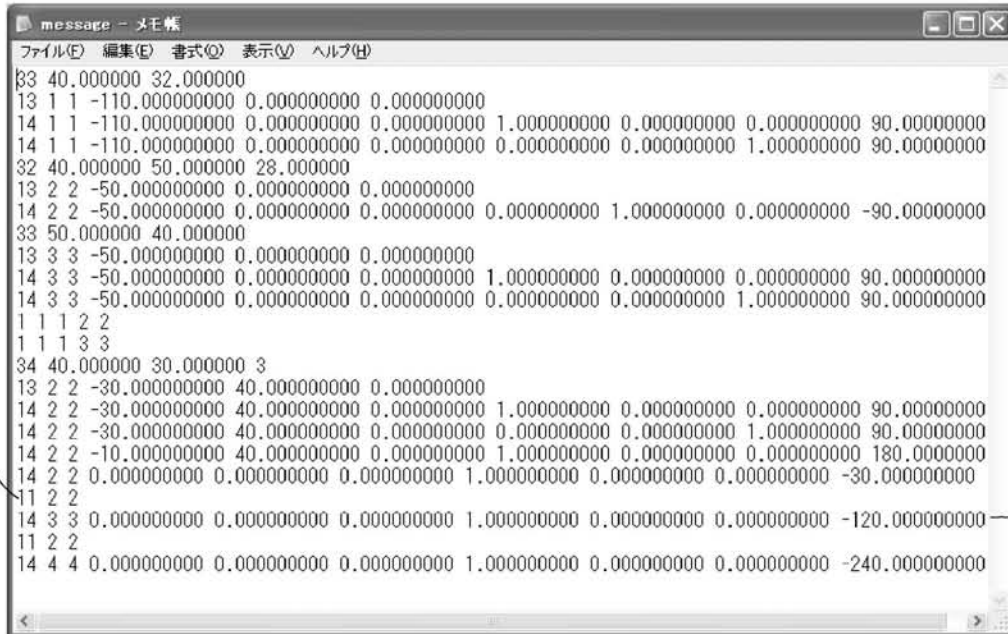 message - メモ帳
ファイル(F) 編集(E) 書式(O) 表示(V) ヘルプ(H)
33 40.000000 32.000000
13 1 1 -110.000000000 0.000000000 0.000000000
14 1 1 -110.000000000 0.000000000 0.000000000 1.000000000 0.000000000 0.000000000 90.00000000
14 1 1 -110.000000000 0.000000000 0.000000000 0.000000000 0.000000000 1.000000000 90.00000000
32 40.000000 50.000000 28.000000
13 2 2 -50.000000000 0.000000000 0.000000000
14 2 2 -50.000000000 0.000000000 0.000000000 0.000000000 1.000000000 0.000000000 -90.00000000
33 50.000000 40.000000
13 3 3 -50.000000000 0.000000000 0.000000000
14 3 3 -50.000000000 0.000000000 0.000000000 1.000000000 0.000000000 0.000000000 90.00000000
14 3 3 -50.000000000 0.000000000 0.000000000 0.000000000 0.000000000 1.000000000 90.00000000
1 1 1 2 2
1 1 1 3 3
34 40.000000 30.000000 3
13 2 2 -30.000000000 40.000000000 0.000000000
14 2 2 -30.000000000 40.000000000 0.000000000 1.000000000 0.000000000 0.000000000 90.00000000
14 2 2 -30.000000000 40.000000000 0.000000000 0.000000000 0.000000000 1.000000000 90.00000000
14 2 2 -10.000000000 40.000000000 0.000000000 1.000000000 0.000000000 0.000000000 180.0000000
14 2 2 0.000000000 0.000000000 0.000000000 1.000000000 0.000000000 0.000000000 -30.000000000
11 2 2
14 3 3 0.000000000 0.000000000 0.000000000 1.000000000 0.000000000 0.000000000 -120.000000000
11 2 2
14 4 4 0.000000000 0.000000000 0.000000000 1.000000000 0.000000000 0.000000000 -240.000000000